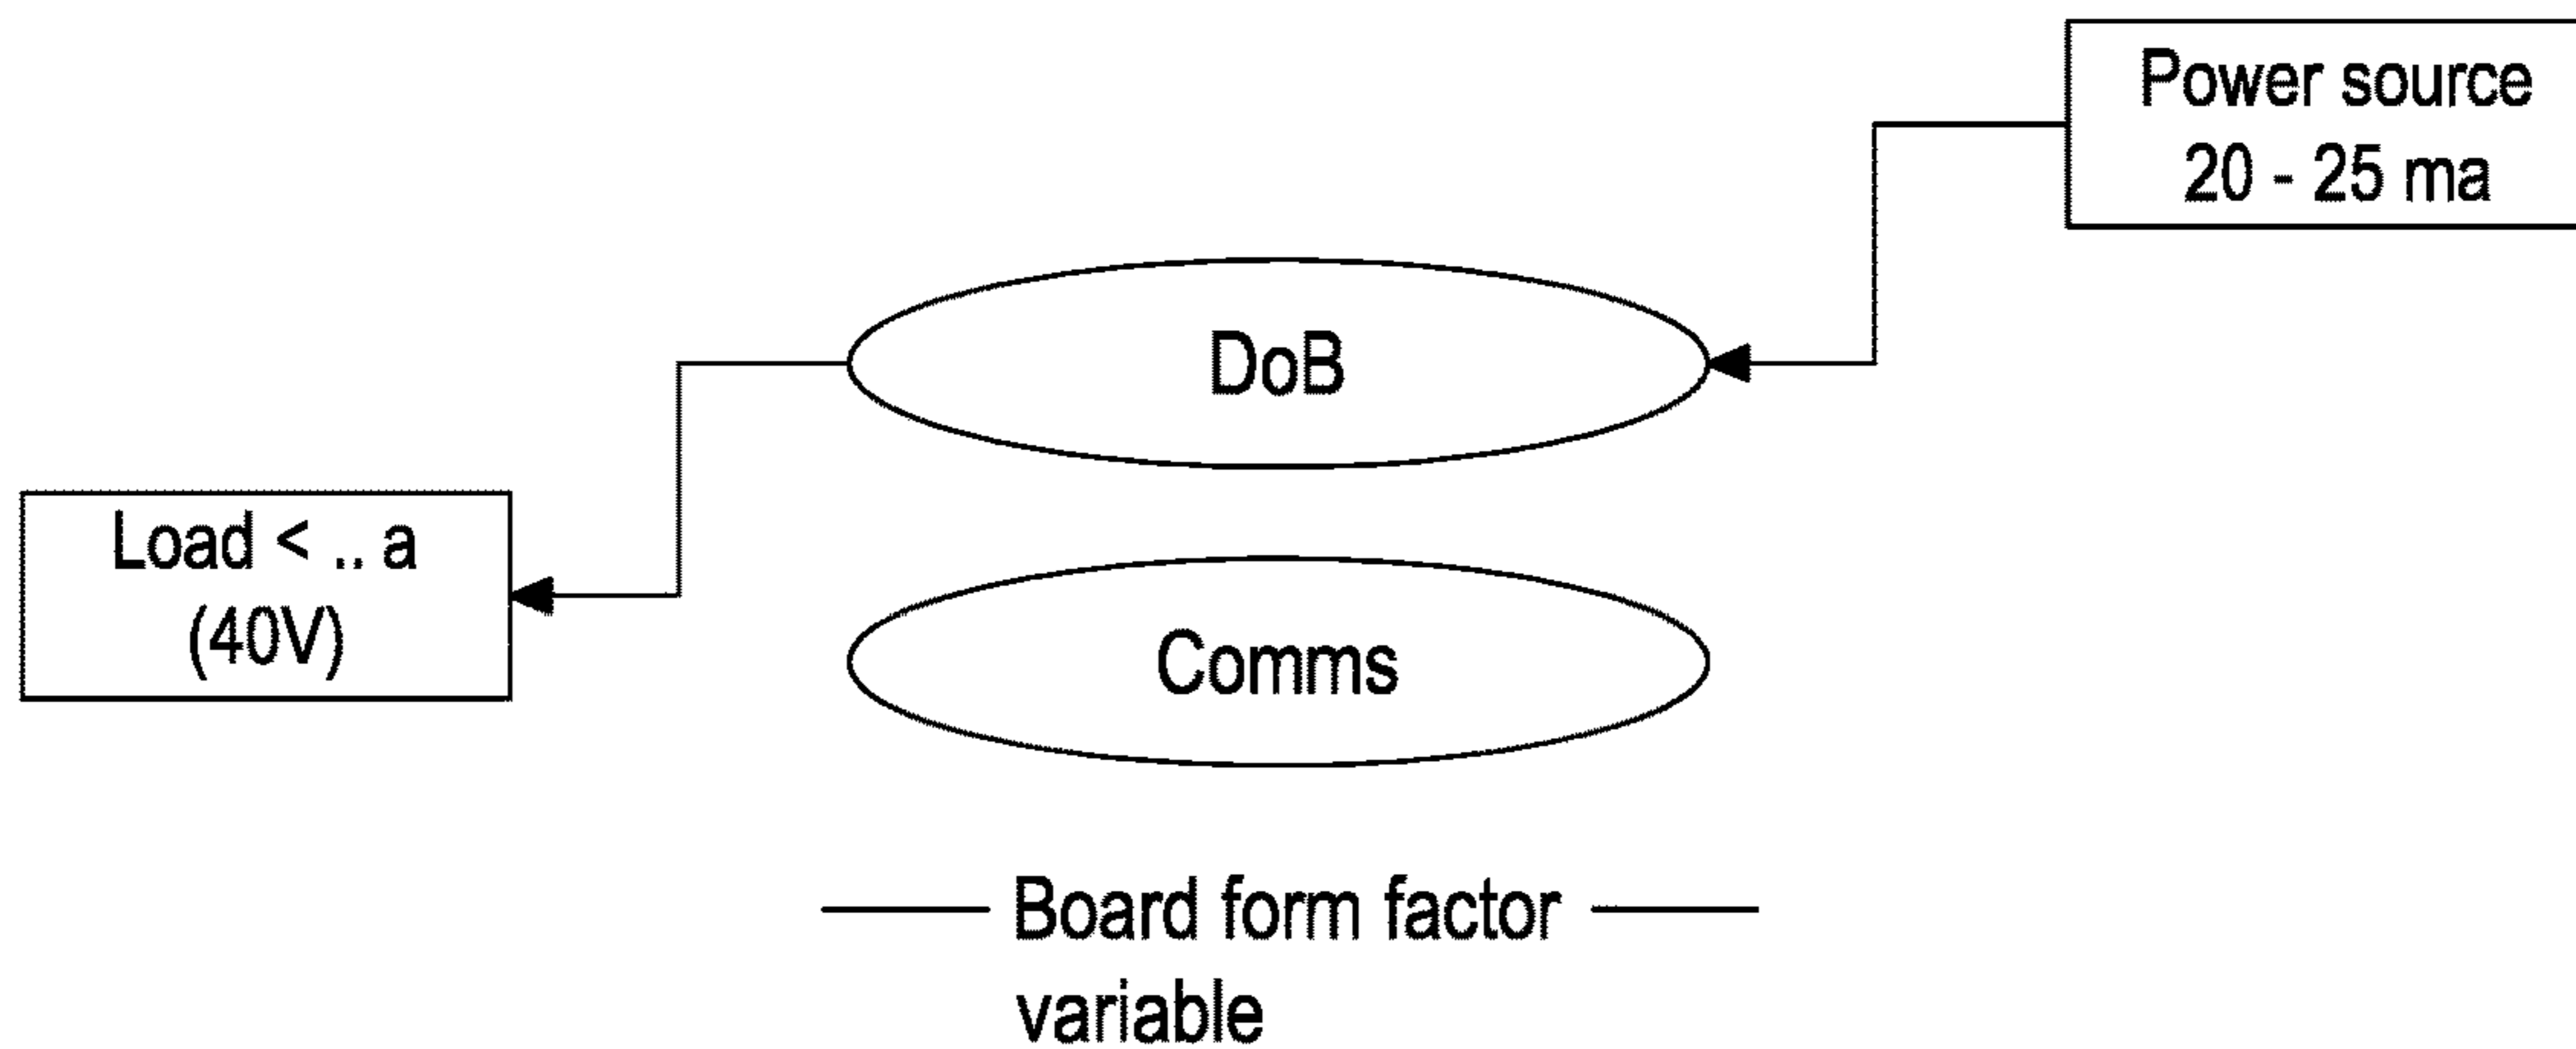 Power source
20 - 25 ma
DoB
Load < .. a
(40V)
Comms
Board form factor
variable